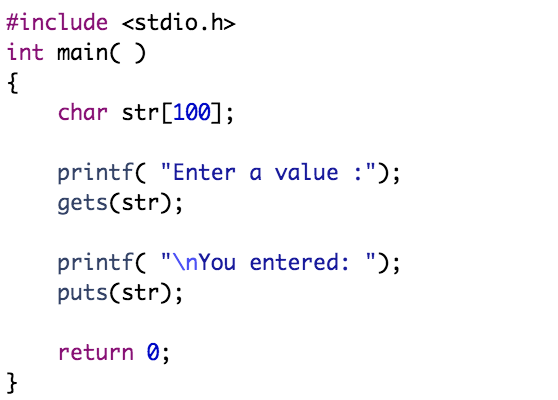 #include <stdio.h>
int main( )
{
    char str[100];
    printf( "Enter a value :");
    gets(str);
    printf( "\nYou entered: ");
    puts(str);
    return 0;
}